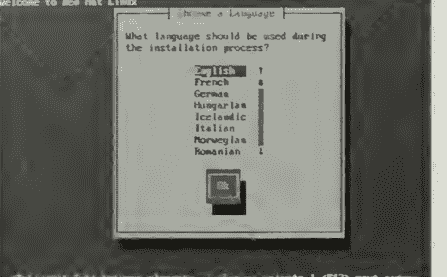 Welcome to Red Hat Linux
Choose a Language
What language should be used during
the installation process?
English
French
German
Hungarian
Icelandic
Italian
Norwegian
Romanian
Ok